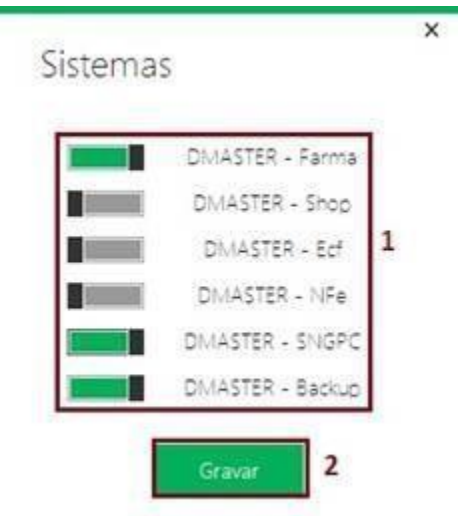 ×
Sistemas
DMASTER - Farma
DMASTER - Shop
DMASTER - Ecf
1
DMASTER - NFe
DMASTER - SNGPC
DMASTER - Backup
Gravar
2